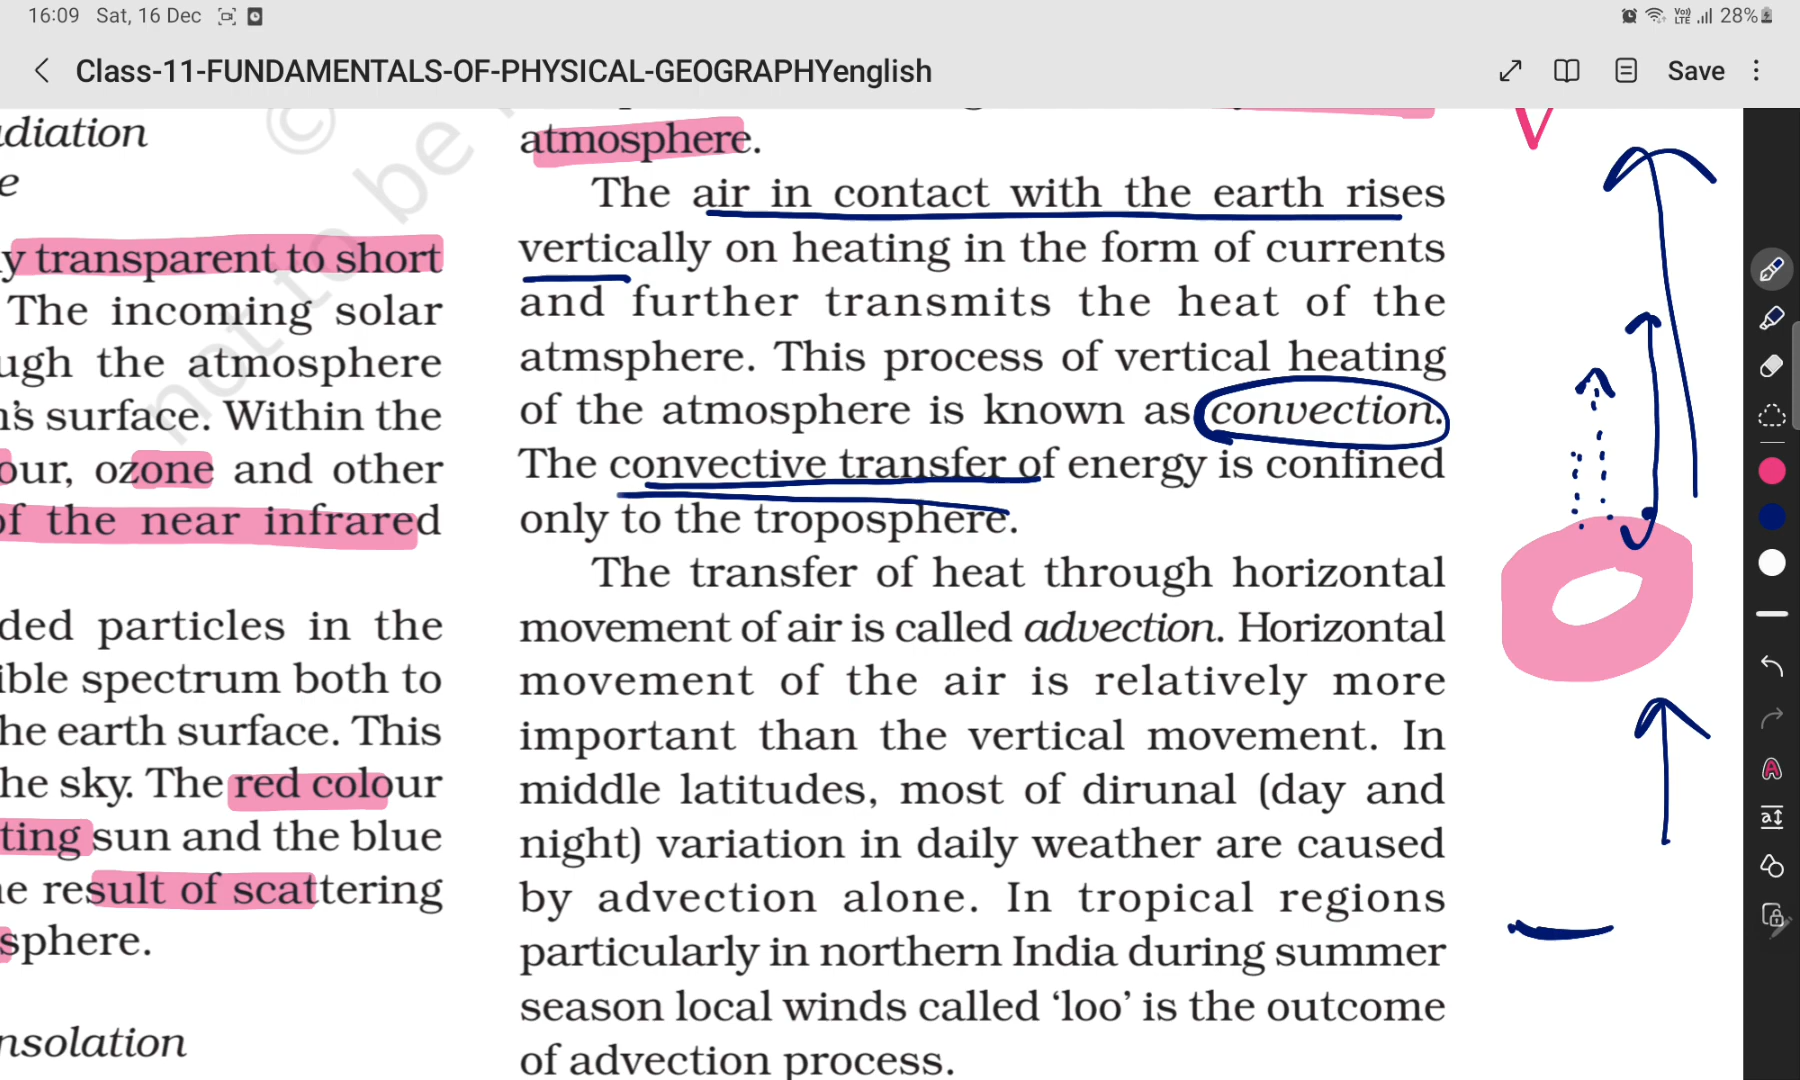 16:09 Sat, 16 Dec
Vo) LTE 28%
Class-11-FUNDAMENTALS-OF-PHYSICAL-GEOGRAPHYenglish
Save
adiation
e
y transparent to short
The incoming solar
ugh the atmosphere
's surface. Within the
our, ozone and other
of the near infrared
ded particles in the
ible spectrum both to
he earth surface. This
he sky. The red colour
ting sun and the blue
e result of scattering
sphere.
nsolation
© not to be
atmosphere.
The air in contact with the earth rises
vertically on heating in the form of currents
and further transmits the heat of the
atmsphere. This process of vertical heating
of the atmosphere is known as convection.
The convective transfer of energy is confined
only to the troposphere.
The transfer of heat through horizontal
movement of air is called advection. Horizontal
movement of the air is relatively more
important than the vertical movement. In
middle latitudes, most of dirunal (day and
night) variation in daily weather are caused
by advection alone. In tropical regions
particularly in northern India during summer
season local winds called ‘loo’ is the outcome
of advection process.